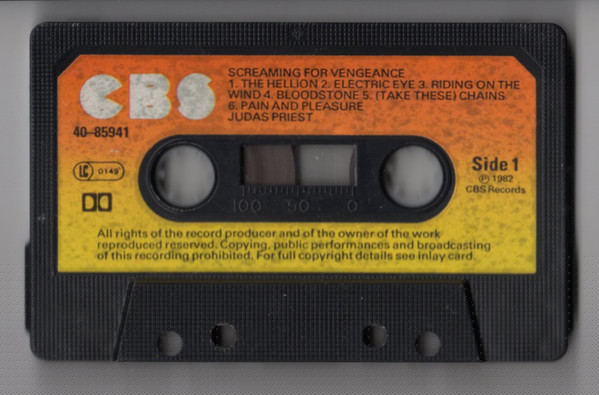 CBS
SCREAMING FOR VENGEANCE
1. THE HELLION 2. ELECTRIC EYE 3. RIDING ON THE
WIND 4. BLOODSTONE 5. (TAKE THESE) CHAINS
6. PAIN AND PLEASURE
JUDAS PRIEST
40-85941
LC 0149
Side 1
℗ 1982
CBS Records
100 50 0
All rights of the record producer and of the owner of the work
reproduced reserved. Copying, public performances and broadcasting
of this recording prohibited. For full copyright details see inlay card.